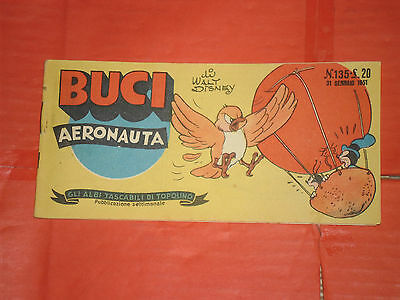 BUCI
AERONAUTA
di
WALT
DISNEY
N.135-L.20
31 GENNAIO 1951
GLI ALBI TASCABILI DI TOPOLINO
Pubblicazione settimanale